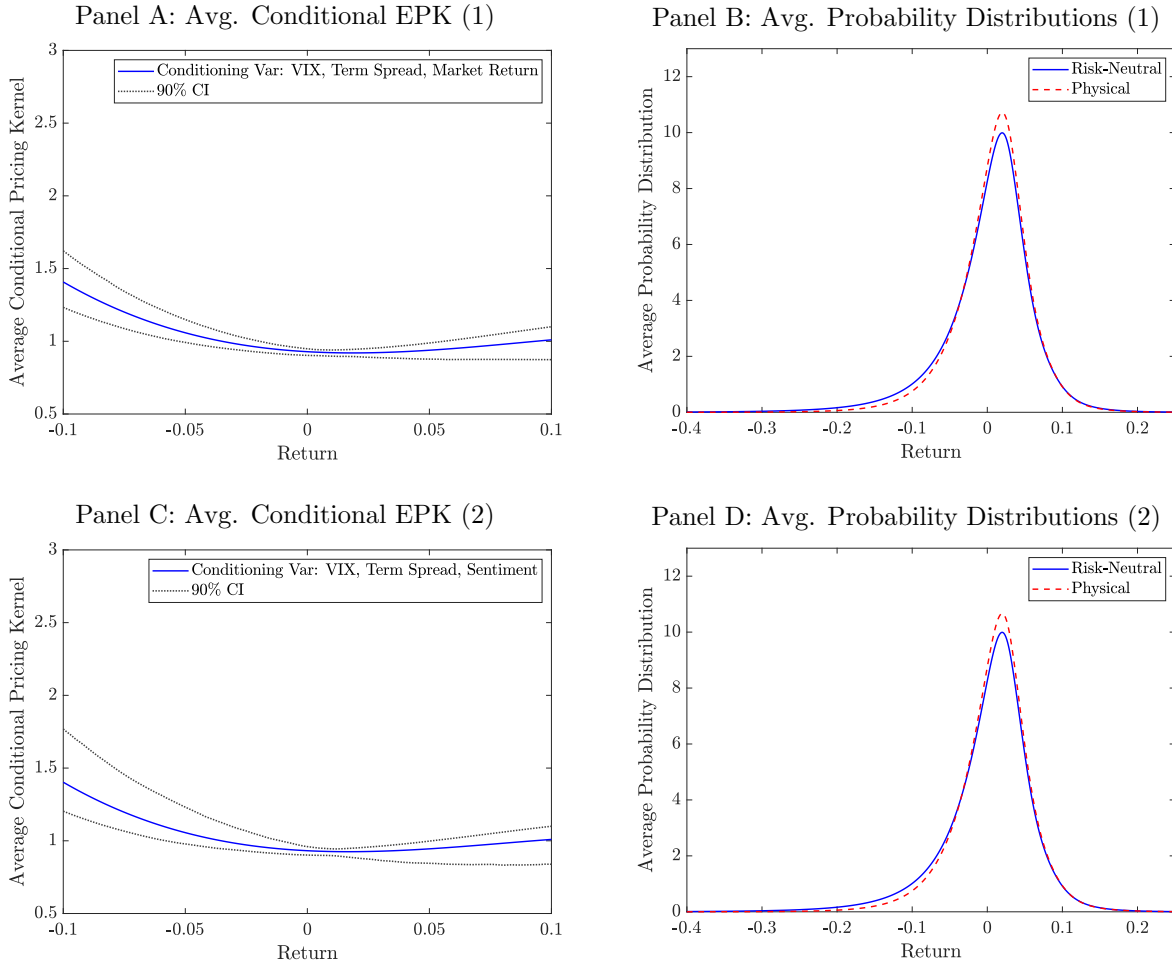 Panel A: Avg. Conditional EPK (1)
Average Conditional Pricing Kernel
3
2.5
2
1.5
1
0.5
Conditioning Var: VIX, Term Spread, Market Return
90% CI
-0.1
-0.05
0
0.05
0.1
Return
Panel B: Avg. Probability Distributions (1)
Average Probability Distribution
12
10
8
6
4
2
0
Risk-Neutral
Physical
-0.4
-0.3
-0.2
-0.1
0
0.1
0.2
Return
Panel C: Avg. Conditional EPK (2)
Average Conditional Pricing Kernel
3
2.5
2
1.5
1
0.5
Conditioning Var: VIX, Term Spread, Sentiment
90% CI
-0.1
-0.05
0
0.05
0.1
Return
Panel D: Avg. Probability Distributions (2)
Average Probability Distribution
12
10
8
6
4
2
0
Risk-Neutral
Physical
-0.4
-0.3
-0.2
-0.1
0
0.1
0.2
Return